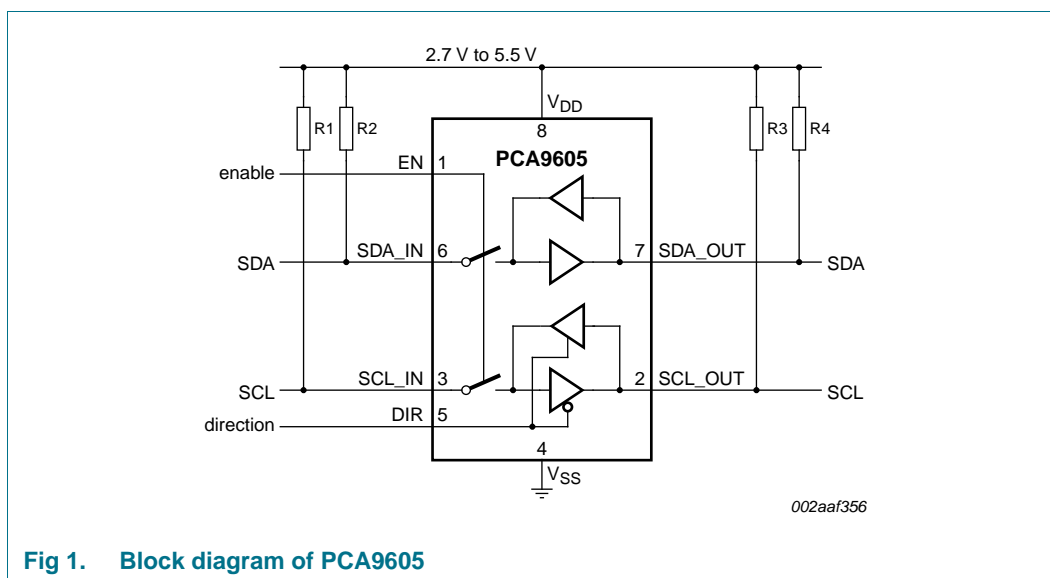 2.7 V to 5.5 V
VDD
8
R1
R2
R3
R4
PCA9605
enable
EN
1
SDA
SDA_IN
6
7
SDA_OUT
SDA
SCL
SCL_IN
3
2
SCL_OUT
SCL
direction
DIR
5
4
VSS
002aaf356
Fig 1. Block diagram of PCA9605